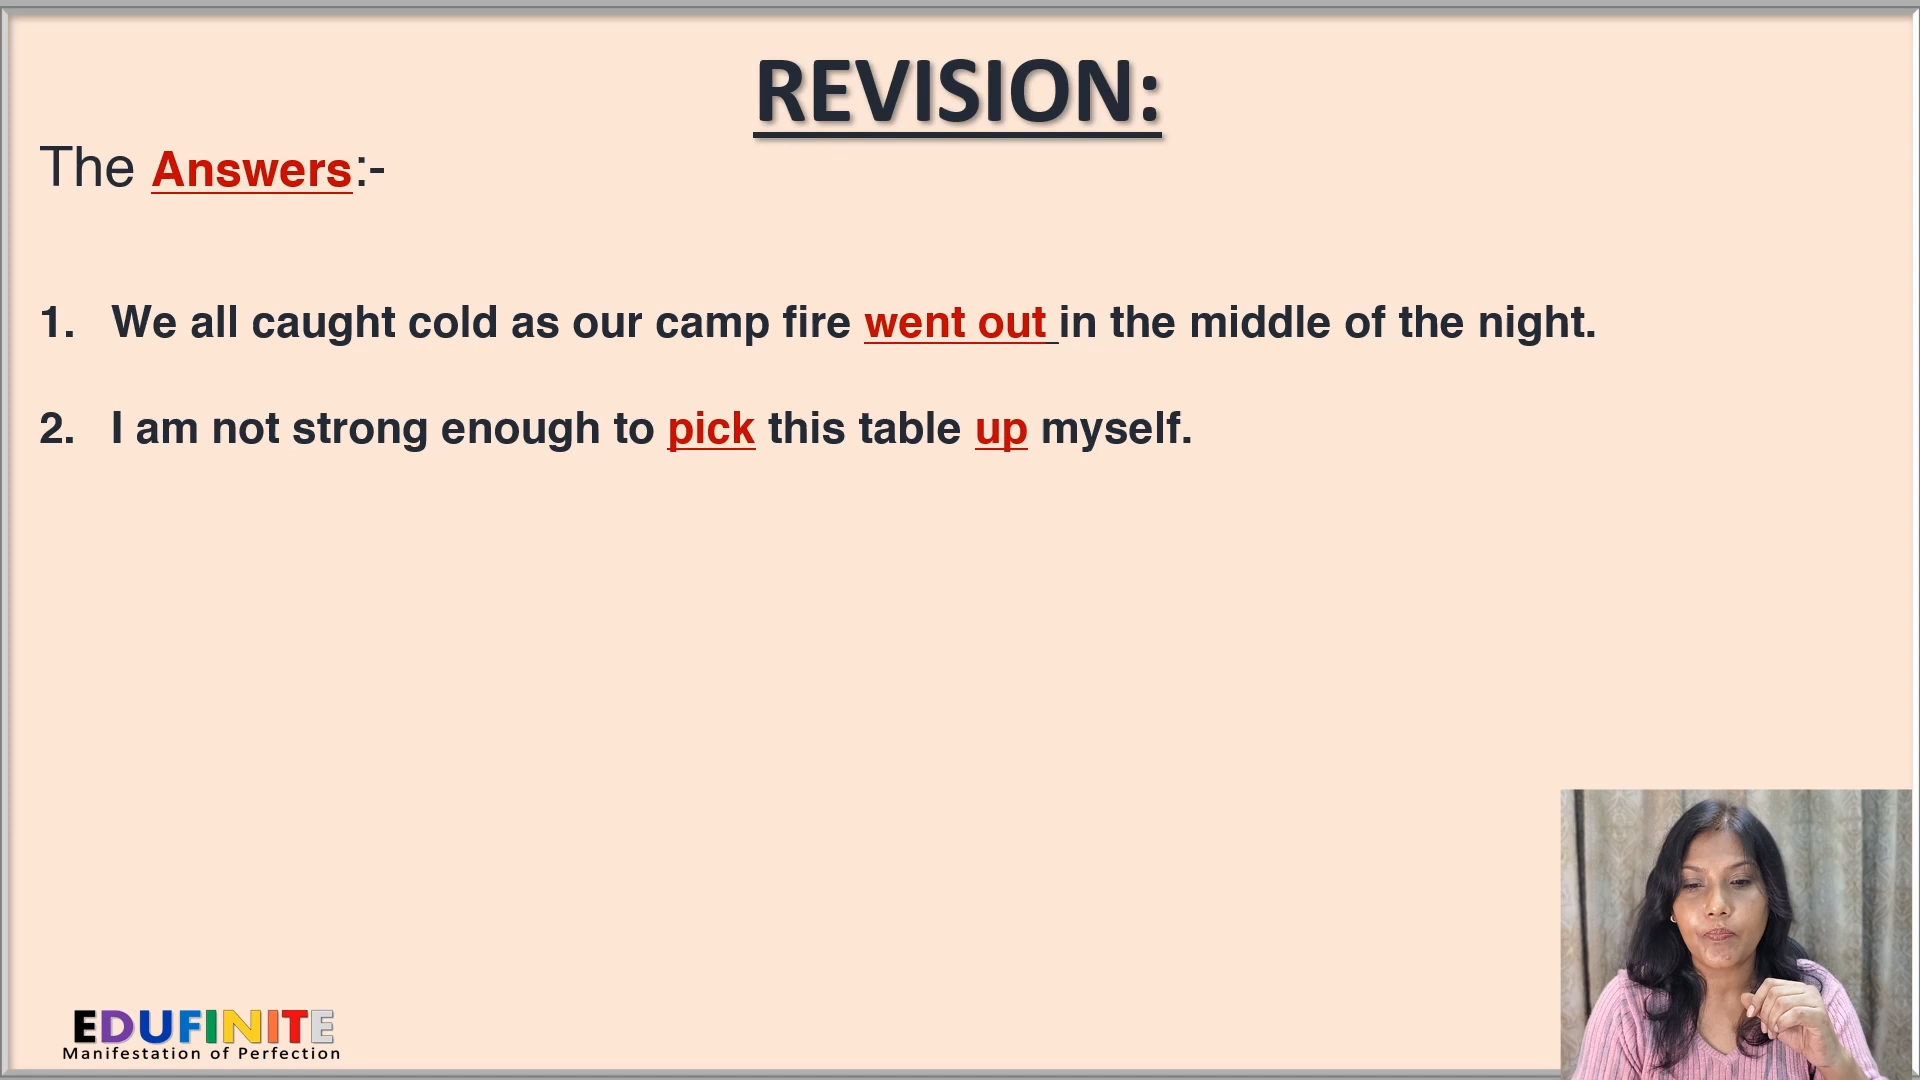 REVISION:
The Answers:-
1. We all caught cold as our camp fire went out in the middle of the night.
2. I am not strong enough to pick this table up myself.
EDUFINITE
Manifestation of Perfection